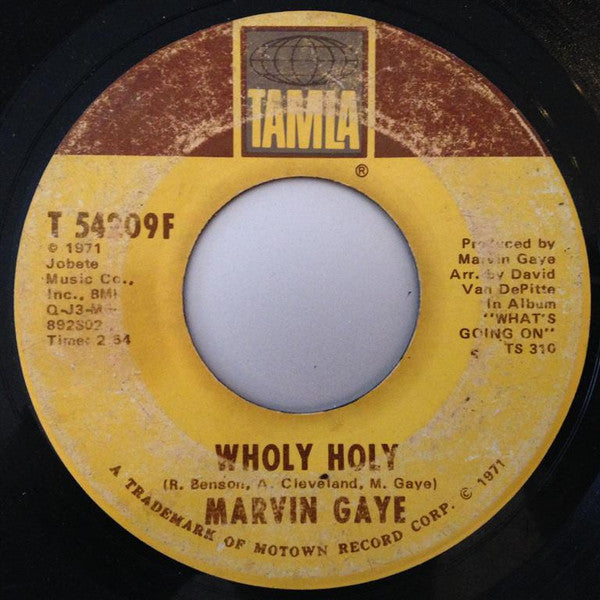 TAMLA
®
T 54209F
© 1971
Jobete
Music Co.,
Inc., BMI
Q-J3-M-
892S02
Time: 2:54
Produced by
Marvin Gaye
Arr. by David
Van DePitte
In Album
"WHAT'S
GOING ON"
S TS 310
WHOLY HOLY
(R. Benson, A. Cleveland, M. Gaye)
MARVIN GAYE
A TRADEMARK OF MOTOWN RECORD CORP. © 1971